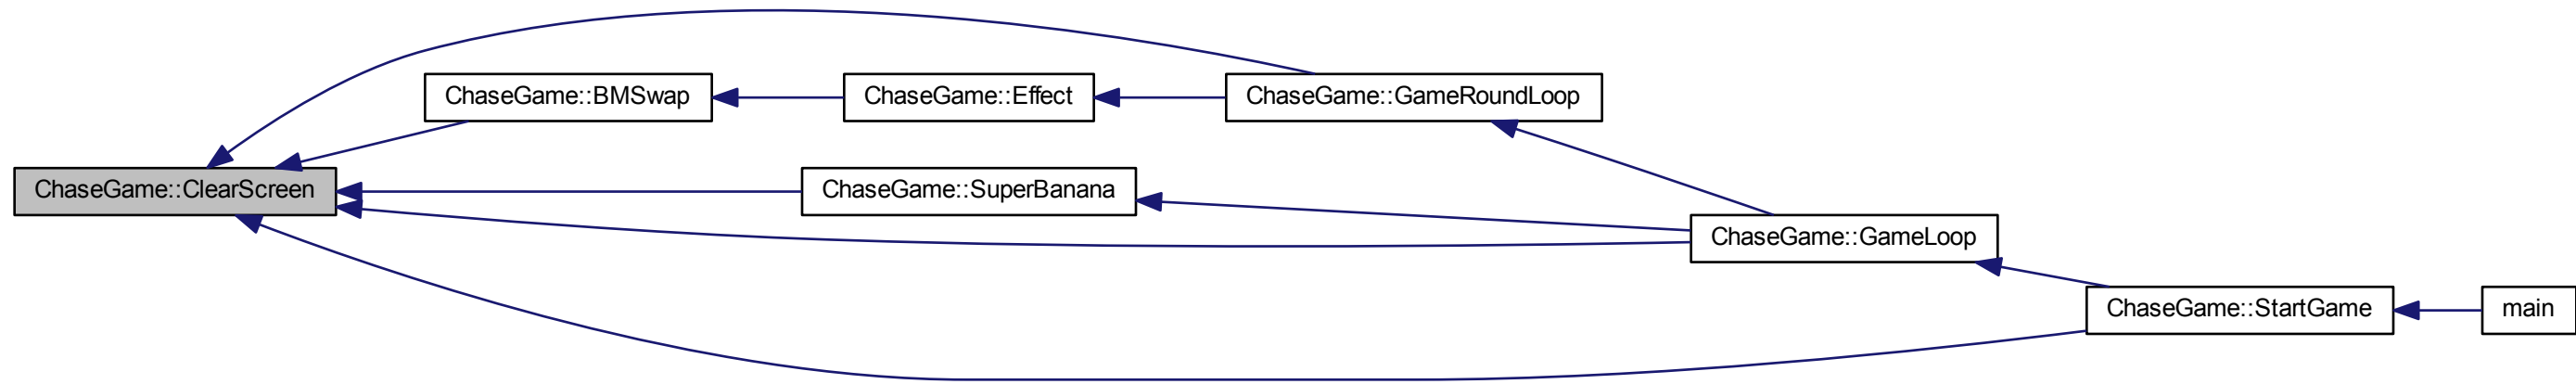 ChaseGame::BMSwap
ChaseGame::Effect
ChaseGame::GameRoundLoop
ChaseGame::ClearScreen
ChaseGame::SuperBanana
ChaseGame::GameLoop
ChaseGame::StartGame
main